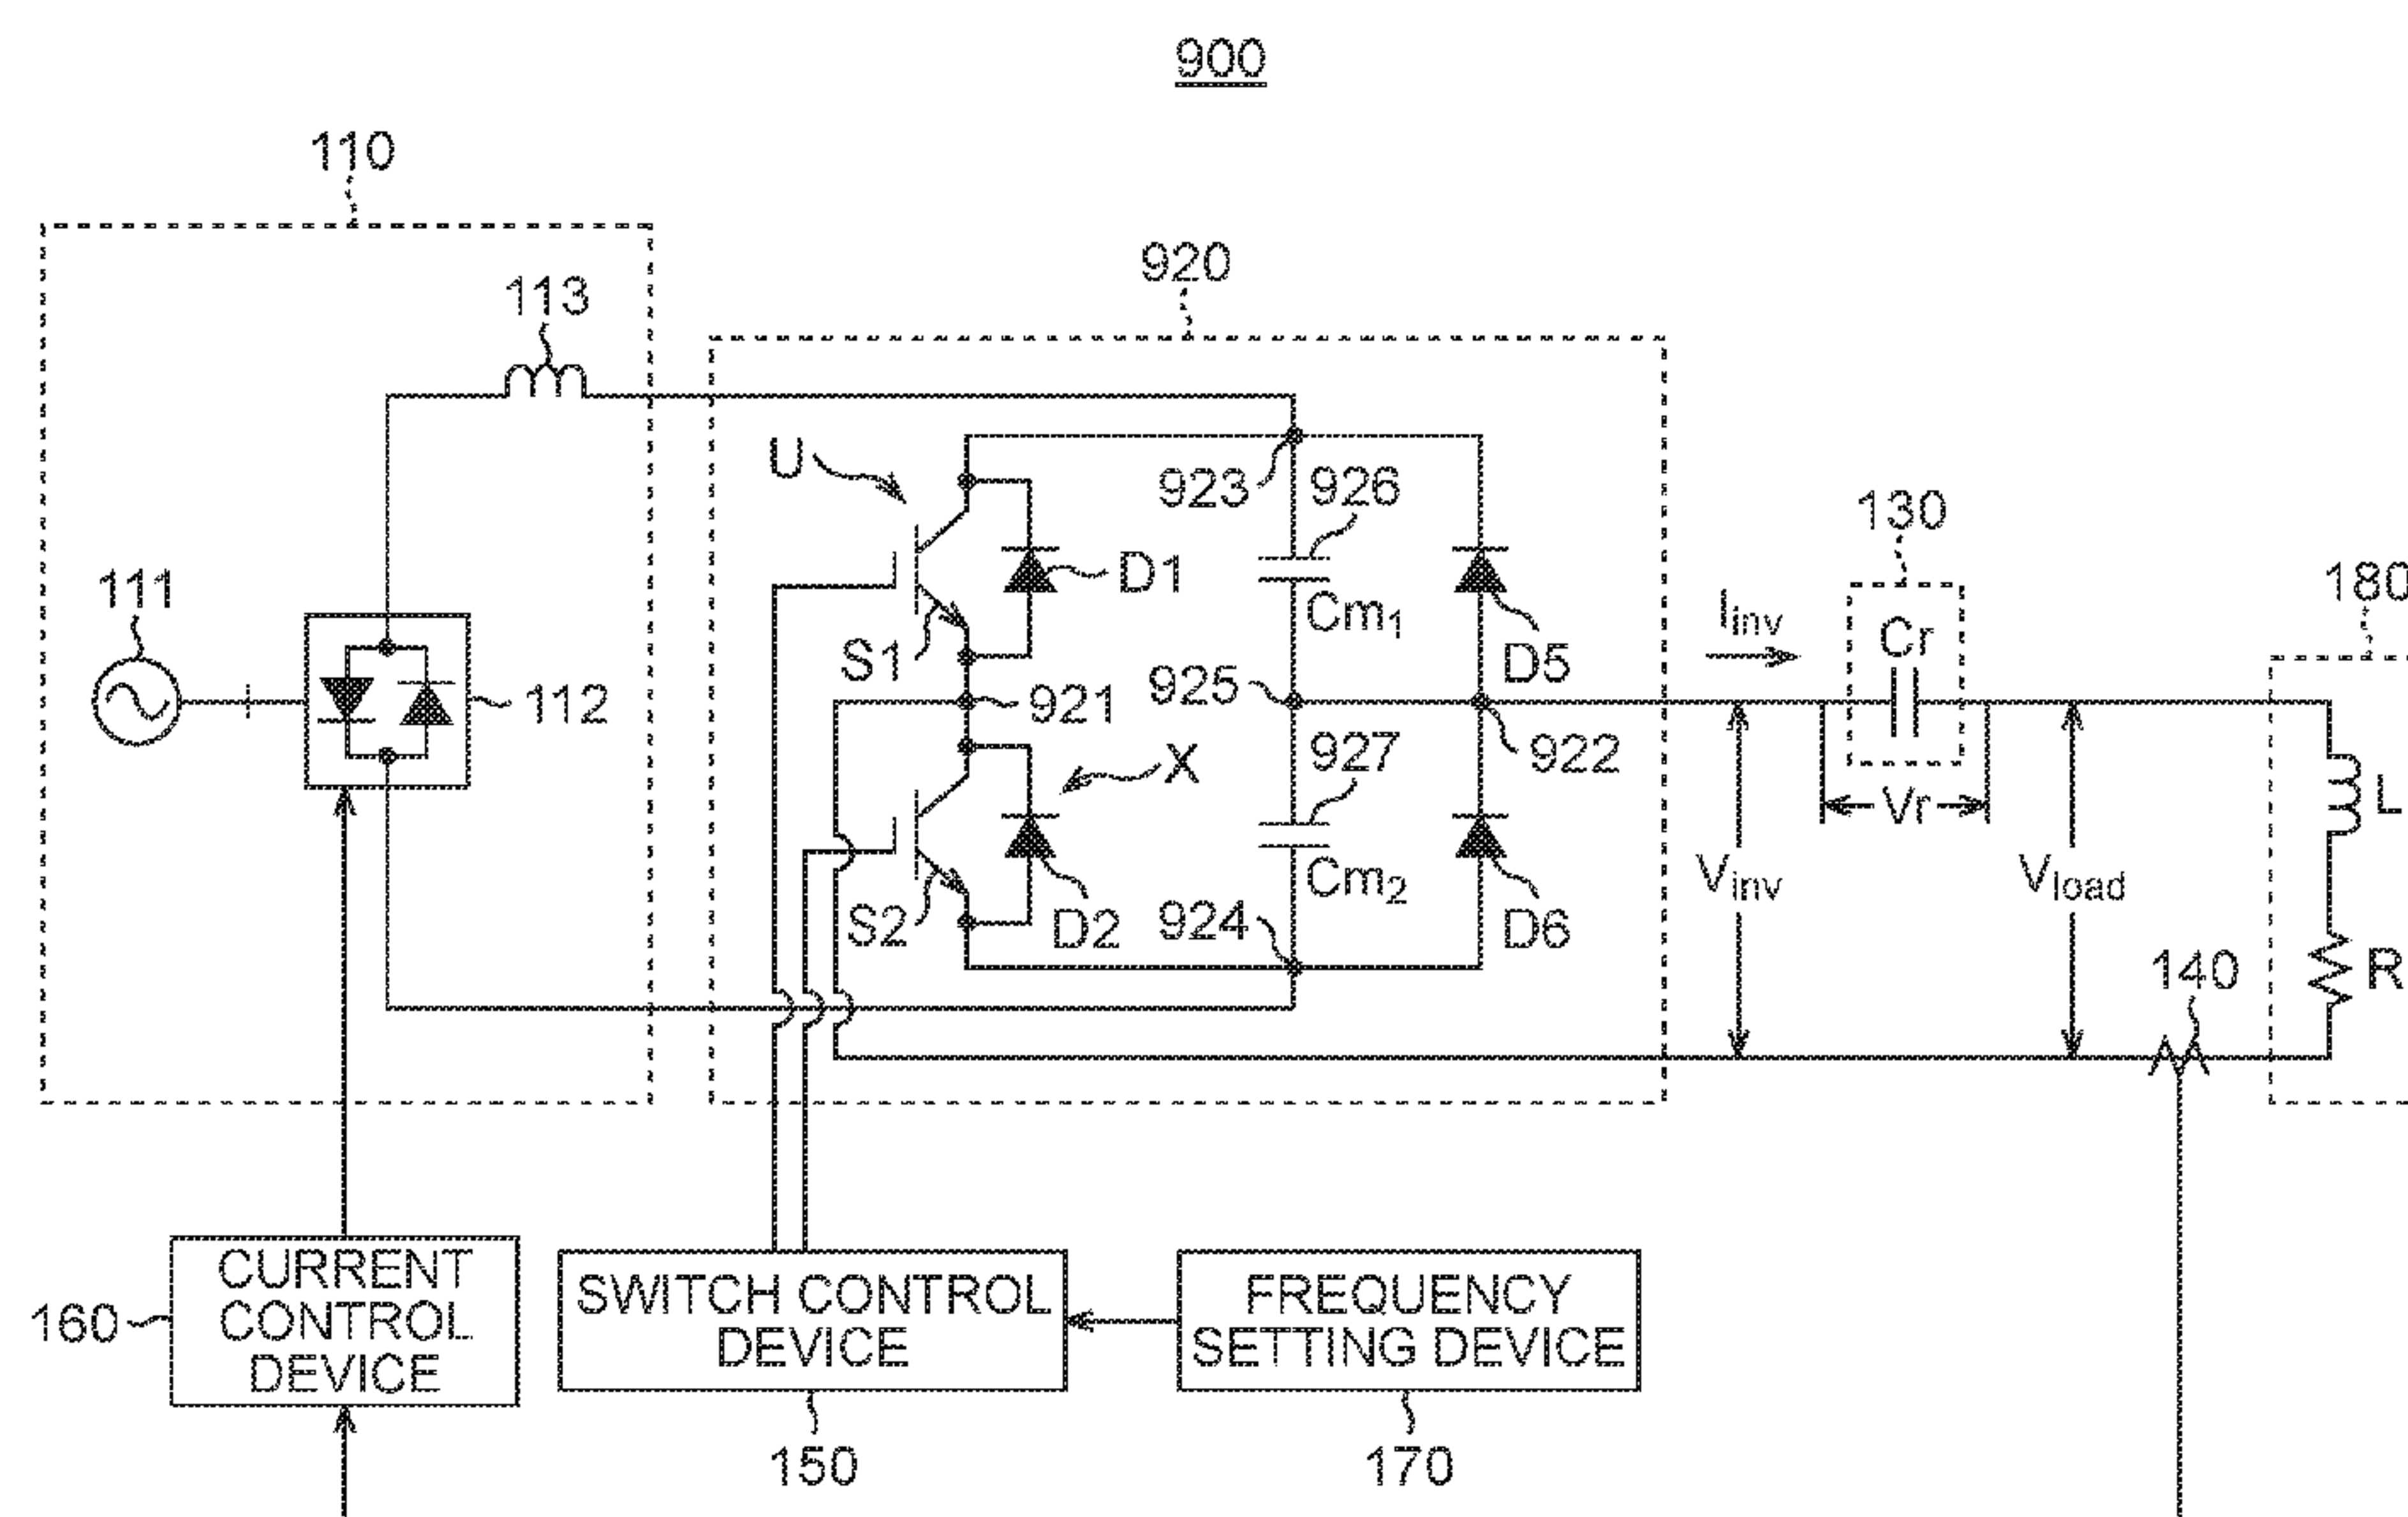 900
110
920
113
U
923
926
130
111
D1
Cm1
Iinv
Cr
180
S1
D5
925
112
921
927
922
X
Vr
L
Vinv
Vload
Cm2
S2
D2
924
D6
140
R
CURRENT
CONTROL
DEVICE
160
SWITCH CONTROL
DEVICE
FREQUENCY
SETTING DEVICE
150
170